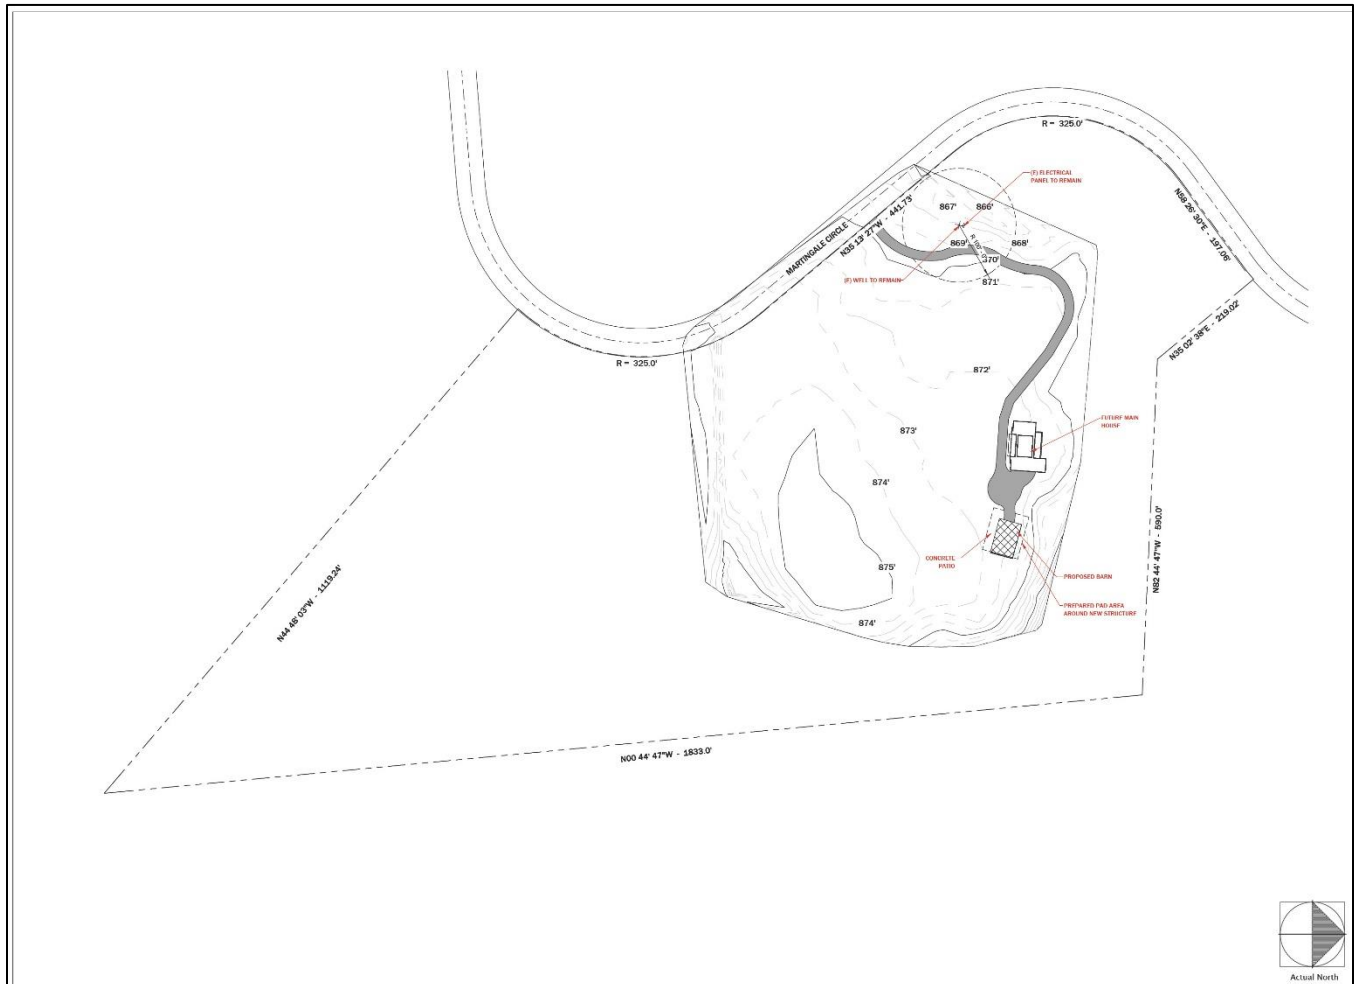 R = 325.0'
(E) ELECTRICAL
PANEL TO REMAIN
N58 26' 30"E - 197.06'
867'
866'
N35 13' 27"W - 441.73'
MARTINGALE CIRCLE
869'
868'
R 100'-0"
870'
871'
(E) WELL TO REMAIN
N35 02' 38"E - 219.02'
R = 325.0'
872'
FUTURE MAIN
HOUSE
873'
874'
N82 44' 47"W - 590.0'
CONCRETE
PATIO
875'
PROPOSED BARN
PREPARED PAD AREA
AROUND NEW STRUCTURE
N44 48' 03"W - 1119.24'
874'
N00 44' 47"W - 1833.0'
Actual North